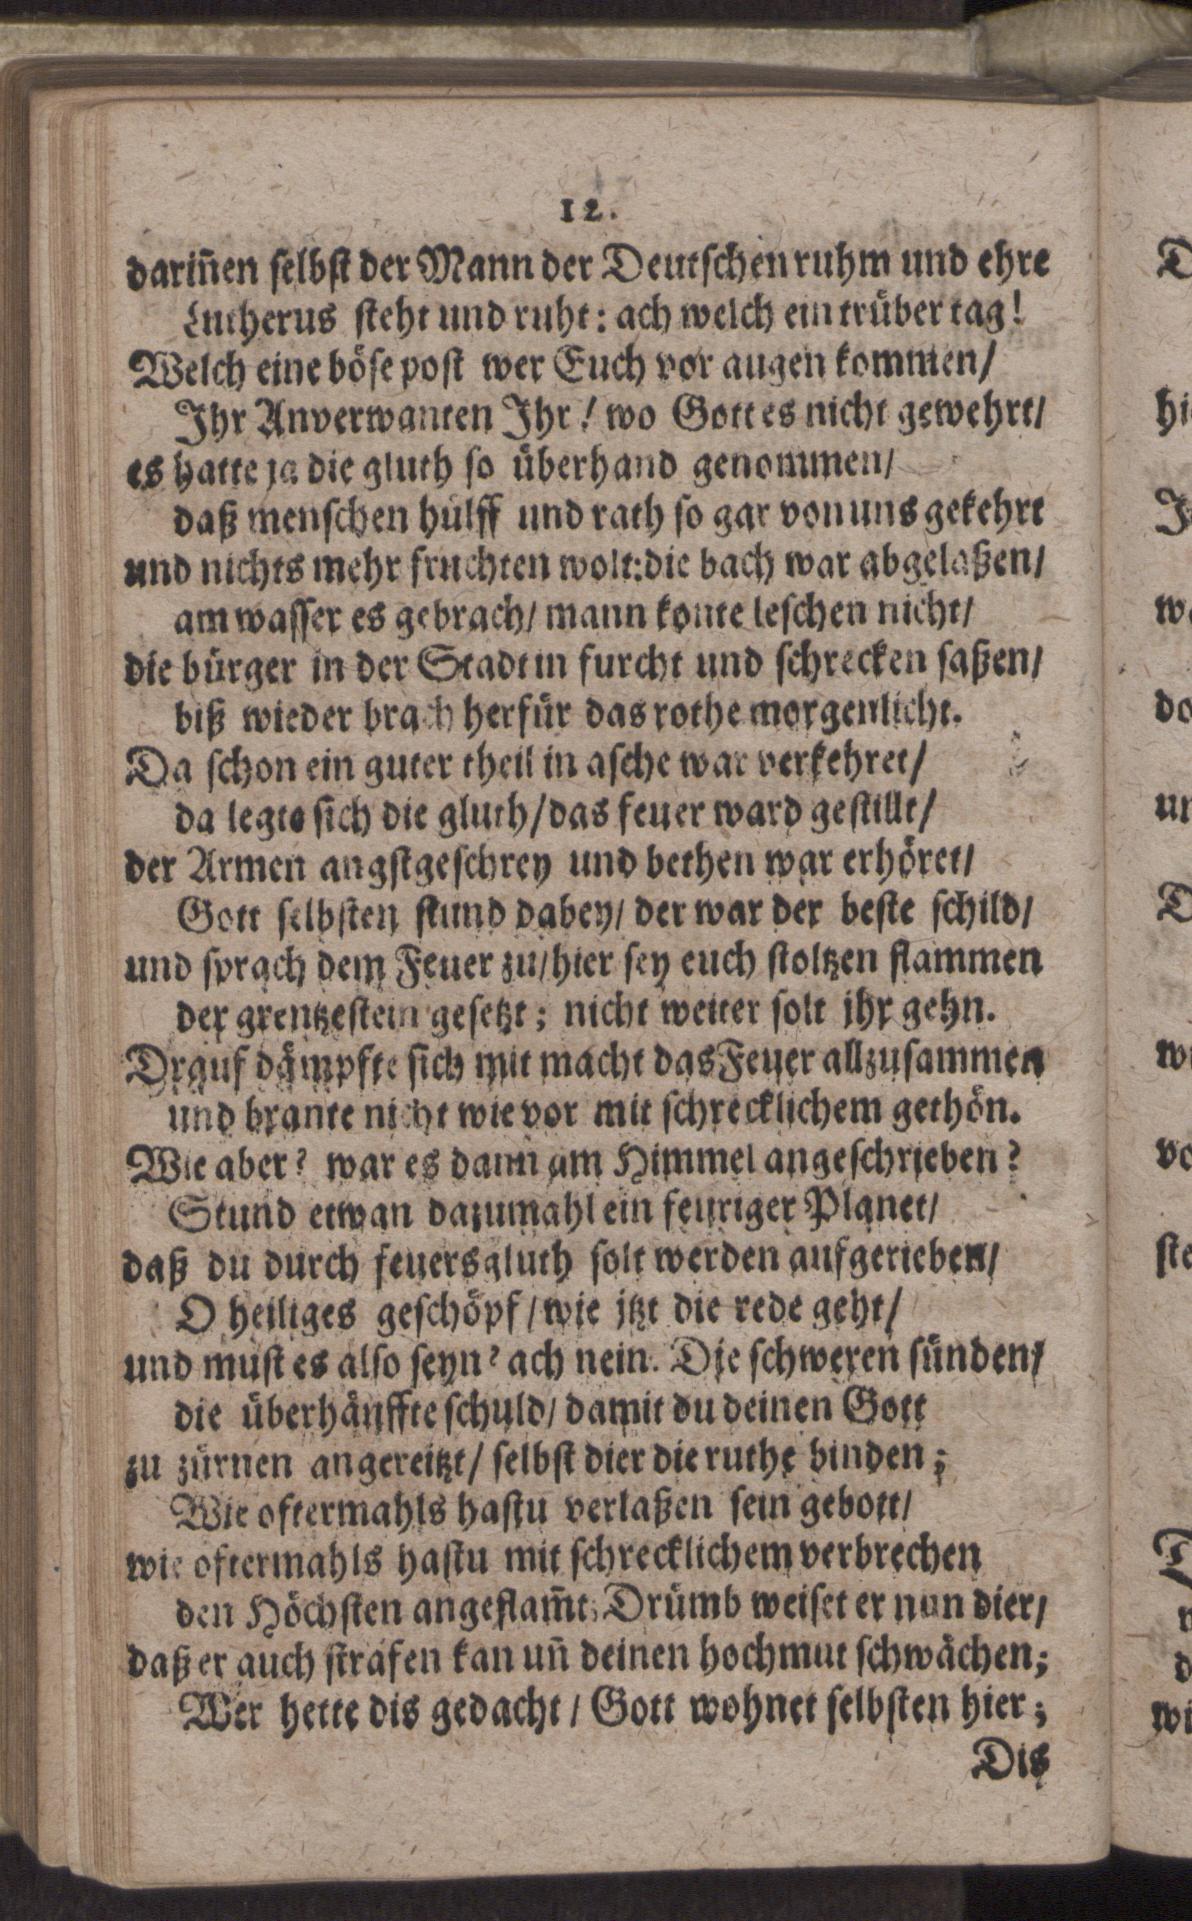 12.
darin̄en selbst der Mann der Deutschen ruhm und ehre
Lutherus steht und ruht: ach welch ein trüber tag!
Welch eine böse post wer Euch vor augen kommen/
Ihr Anverwanten Ihr! wo Gott es nicht gewehrt/
es hatte ja die gluth so überhand genommen/
daß menschen hülff und rath so gar von uns gekehrt
und nichts mehr fruchten wolt: die bach war abgelaßen/
am wasser es gebrach/ mann konte leschen nicht/
die bürger in der Stadt in furcht und schrecken saßen/
biß wieder brach herfür das rothe morgenlicht.
Da schon ein guter theil in asche war verkehret/
da legte sich die gluth/ das feuer ward gestillt/
der Armen angstgeschrey und bethen war erhöret/
Gott selbsten stund dabey/ der war der beste schild/
und sprach dem Feuer zu/ hier sey euch stoltzen flammen
der grentzestein gesetzt; nicht weiter solt jhr gehn.
Drauf dämpfte sich mit macht das Feuer allzusammen
und brante nicht wie vor mit schrecklichem gethön.
Wie aber? war es dann am Himmel angeschrieben?
Stund etwan dazumahl ein feuriger Planet/
daß du durch feuersgluth solt werden aufgerieben/
O heiliges geschöpf/ wie jtzt die rede geht/
und must es also seyn? ach nein. Die schweren sünden/
die überhäuffte schuld/ damit du deinen Gott
zu zürnen angereitzt/ selbst dier die ruthe binden;
Wie oftermahls hastu verlaßen sein gebott/
wie oftermahls hastu mit schrecklichem verbrechen
den Höchsten angeflam̄t; Drümb weiset er nun dier/
daß er auch strafen kan un̄ deinen hochmut schwächen;
Wer hette dis gedacht/ Gott wohnet selbsten hier;
Dis